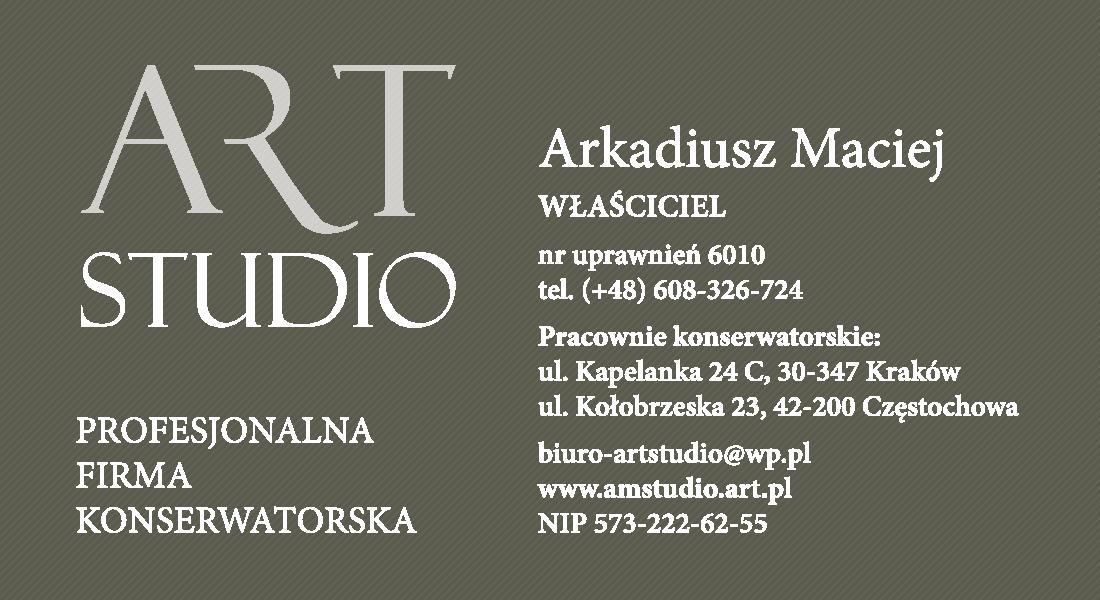 ART
STUDIO
PROFESJONALNA
FIRMA
KONSERWATORSKA
Arkadiusz Maciej
WŁAŚCICIEL
nr uprawnień 6010
tel. (+48) 608-326-724
Pracownie konserwatorskie:
ul. Kapelanka 24 C, 30-347 Kraków
ul. Kołobrzeska 23, 42-200 Częstochowa
biuro-artstudio@wp.pl
www.amstudio.art.pl
NIP 573-222-62-55